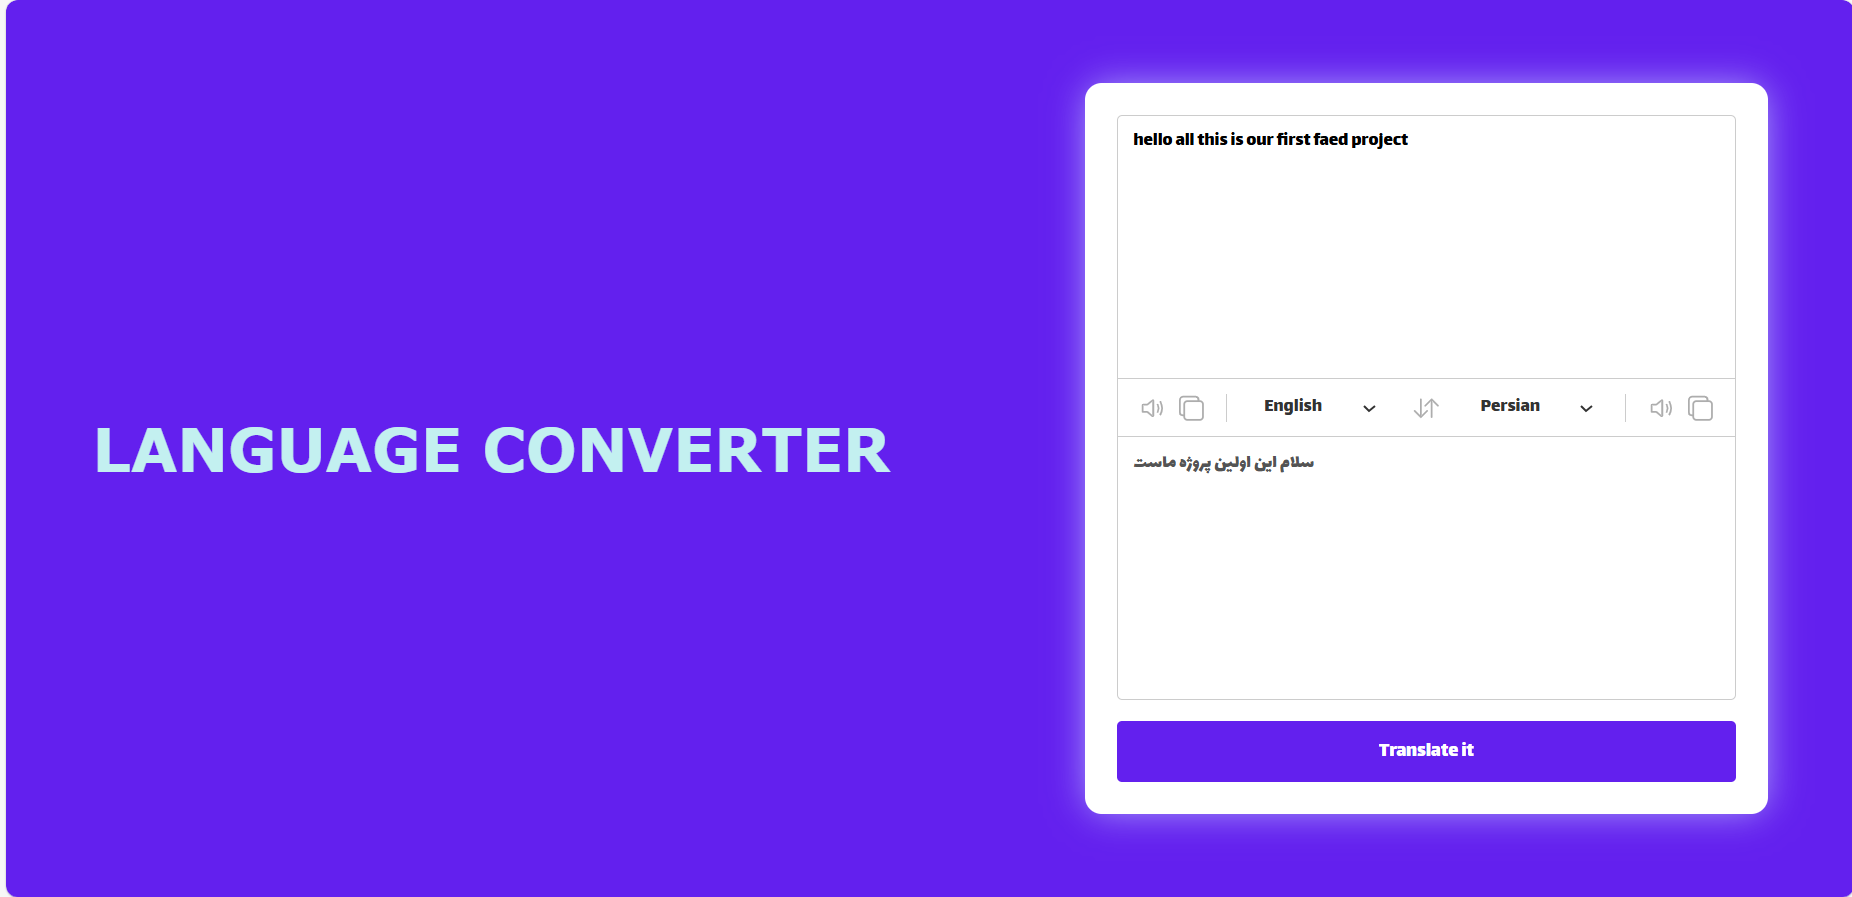 LANGUAGE CONVERTER
hello all this is our first faed project
English
Persian
سلام این اولین پروژه ماست
Translate it